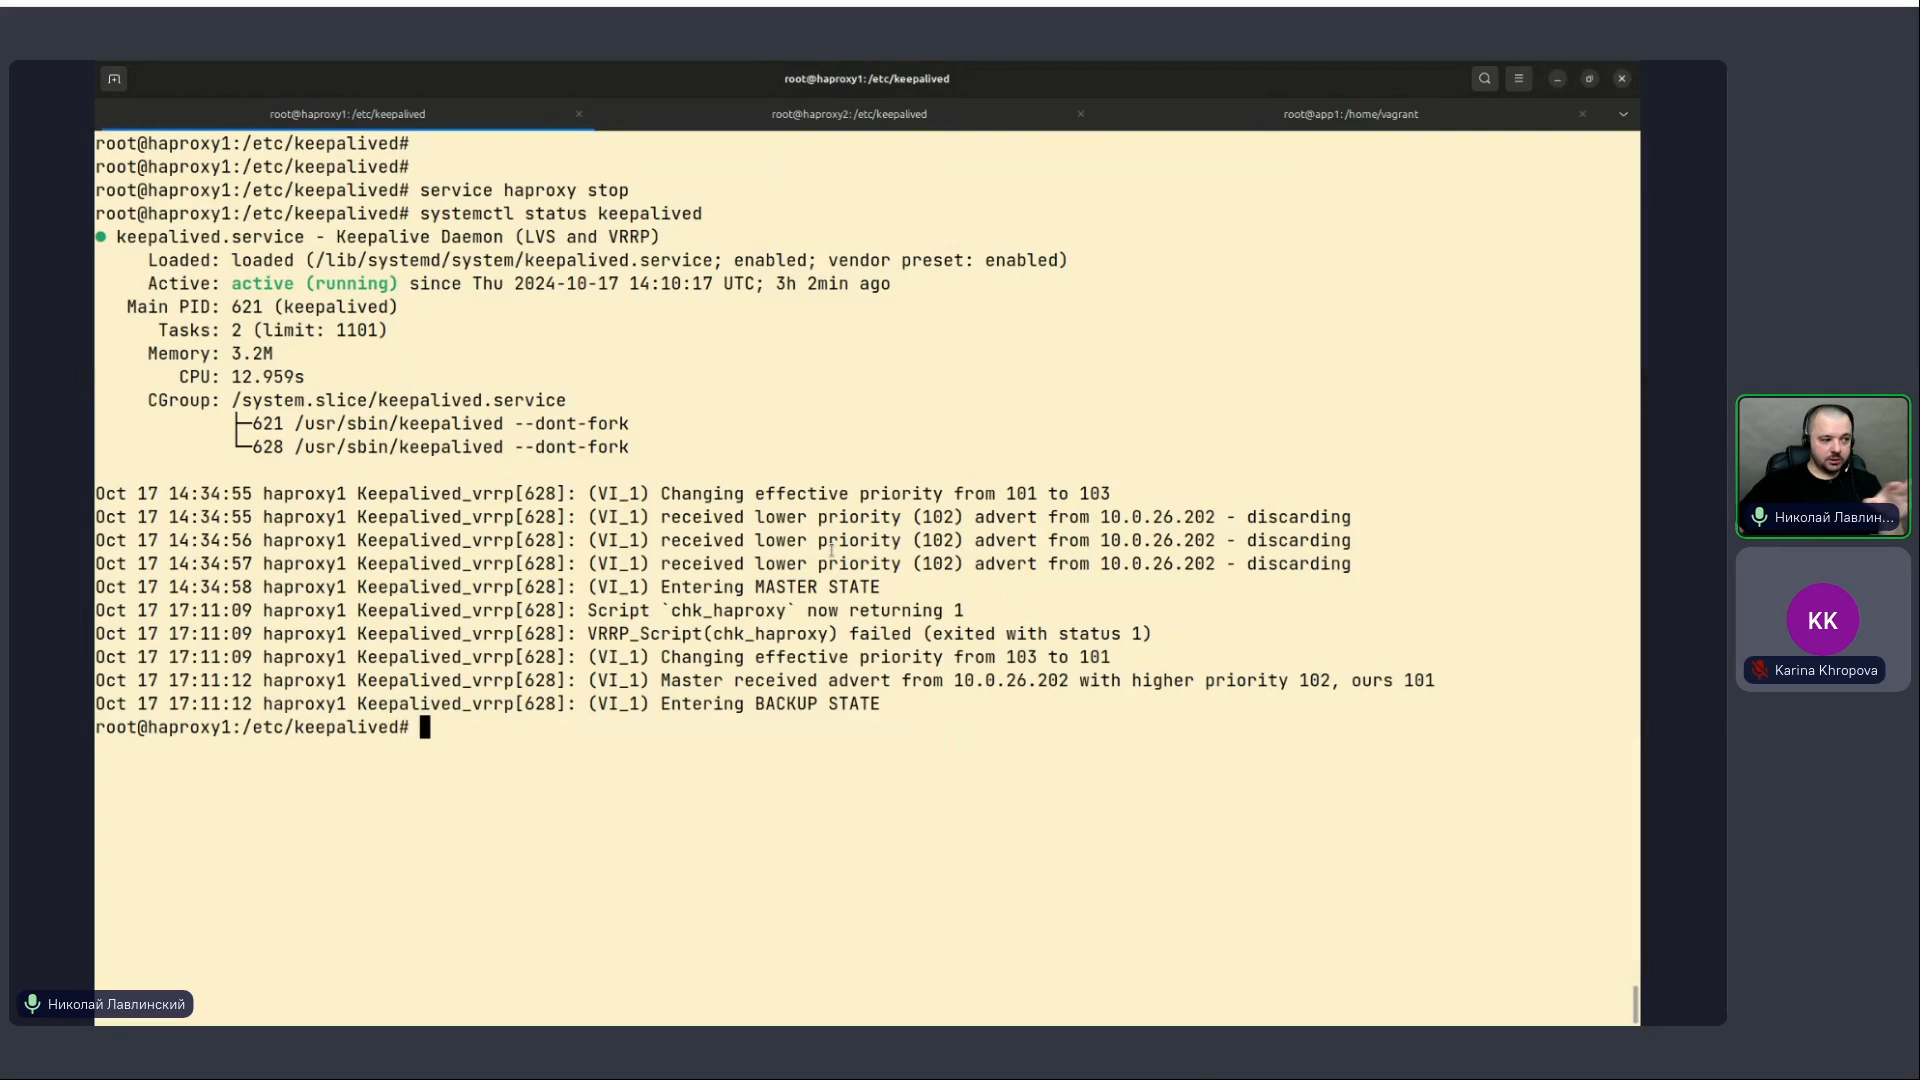 root@haproxy1:/etc/keepalived
root@haproxy1:/etc/keepalived
root@haproxy2:/etc/keepalived
root@app1:/home/vagrant
root@haproxy1:/etc/keepalived#
root@haproxy1:/etc/keepalived#
root@haproxy1:/etc/keepalived# service haproxy stop
root@haproxy1:/etc/keepalived# systemctl status keepalived
● keepalived.service - Keepalive Daemon (LVS and VRRP)
Loaded: loaded (/lib/systemd/system/keepalived.service; enabled; vendor preset: enabled)
Active: active (running) since Thu 2024-10-17 14:10:17 UTC; 3h 2min ago
Main PID: 621 (keepalived)
Tasks: 2 (limit: 1101)
Memory: 3.2M
CPU: 12.959s
CGroup: /system.slice/keepalived.service
├─621 /usr/sbin/keepalived --dont-fork
└─628 /usr/sbin/keepalived --dont-fork
Oct 17 14:34:55 haproxy1 Keepalived_vrrp[628]: (VI_1) Changing effective priority from 101 to 103
Oct 17 14:34:55 haproxy1 Keepalived_vrrp[628]: (VI_1) received lower priority (102) advert from 10.0.26.202 - discarding
Oct 17 14:34:56 haproxy1 Keepalived_vrrp[628]: (VI_1) received lower priority (102) advert from 10.0.26.202 - discarding
Oct 17 14:34:57 haproxy1 Keepalived_vrrp[628]: (VI_1) received lower priority (102) advert from 10.0.26.202 - discarding
Oct 17 14:34:58 haproxy1 Keepalived_vrrp[628]: (VI_1) Entering MASTER STATE
Oct 17 17:11:09 haproxy1 Keepalived_vrrp[628]: Script `chk_haproxy` now returning 1
Oct 17 17:11:09 haproxy1 Keepalived_vrrp[628]: VRRP_Script(chk_haproxy) failed (exited with status 1)
Oct 17 17:11:09 haproxy1 Keepalived_vrrp[628]: (VI_1) Changing effective priority from 103 to 101
Oct 17 17:11:12 haproxy1 Keepalived_vrrp[628]: (VI_1) Master received advert from 10.0.26.202 with higher priority 102, ours 101
Oct 17 17:11:12 haproxy1 Keepalived_vrrp[628]: (VI_1) Entering BACKUP STATE
root@haproxy1:/etc/keepalived#
Николай Лавлин...
KK
Karina Khropova
Николай Лавлинский